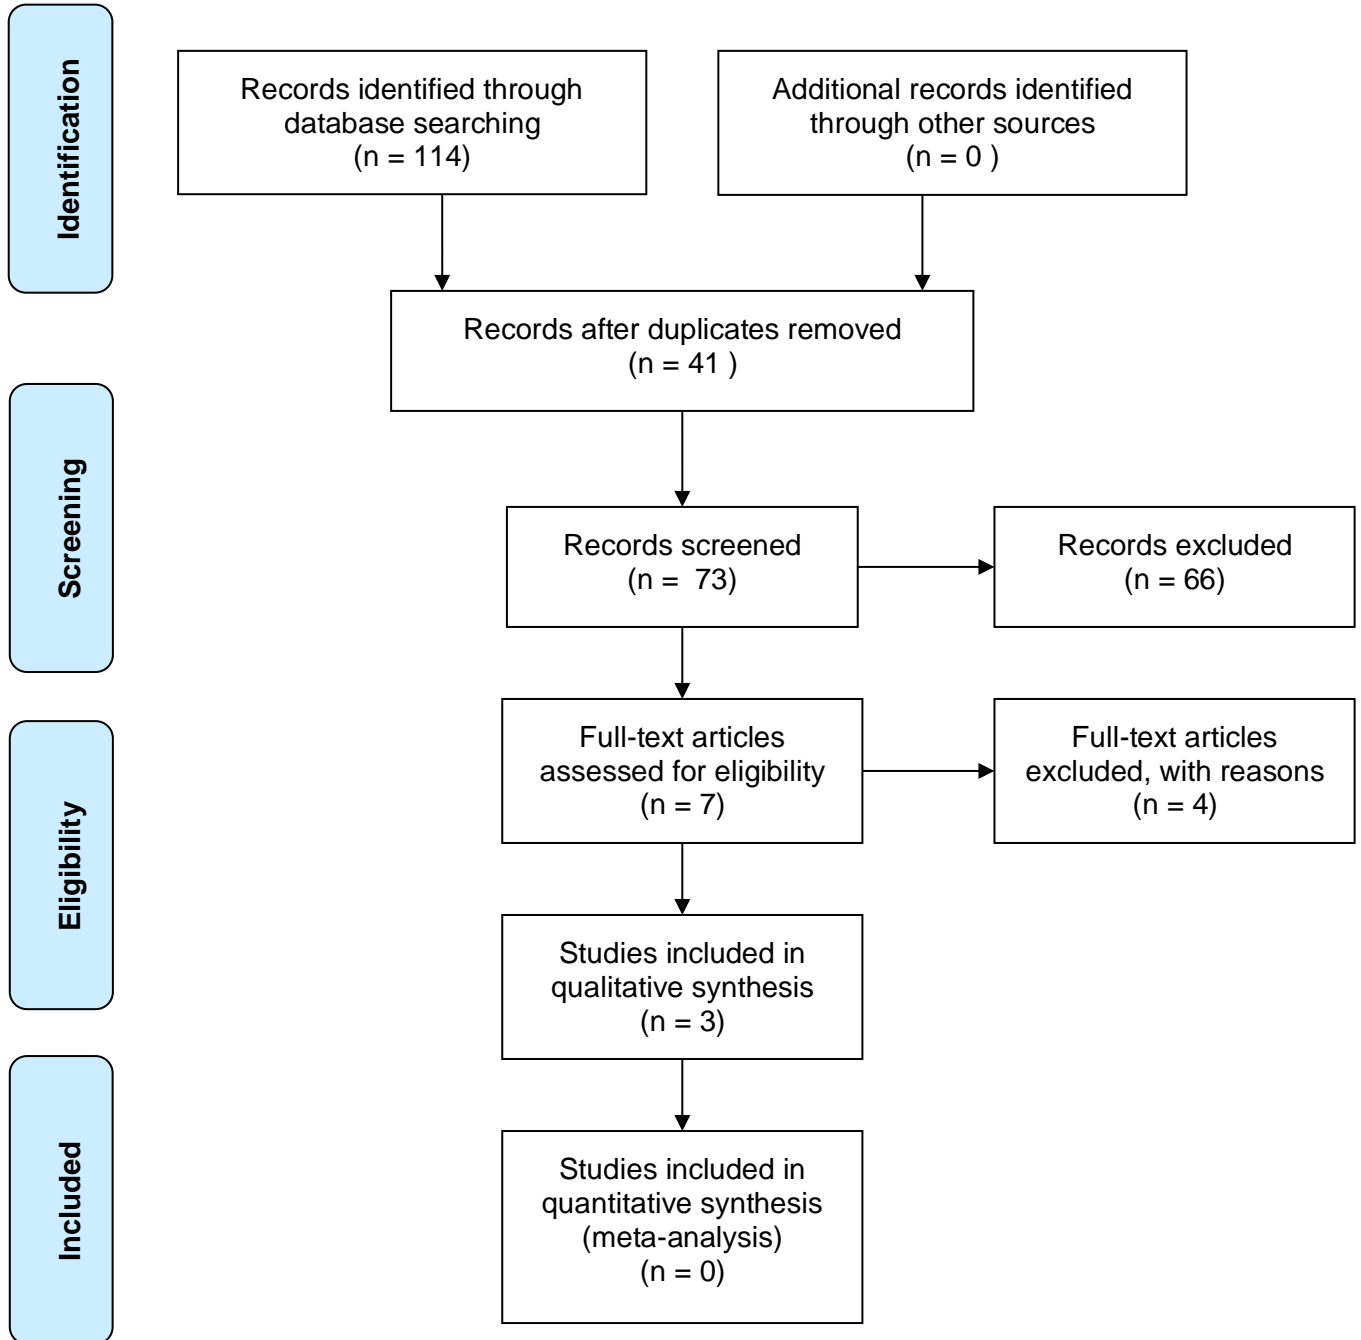 Identification
Records identified through
database searching
(n = 114)
Additional records identified
through other sources
(n = 0 )
Records after duplicates removed
(n = 41 )
Screening
Records screened
(n =  73)
Records excluded
(n = 66)
Eligibility
Full-text articles
assessed for eligibility
(n = 7)
Full-text articles
excluded, with reasons
(n = 4)
Studies included in
qualitative synthesis
(n = 3)
Included
Studies included in
quantitative synthesis
(meta-analysis)
(n = 0)